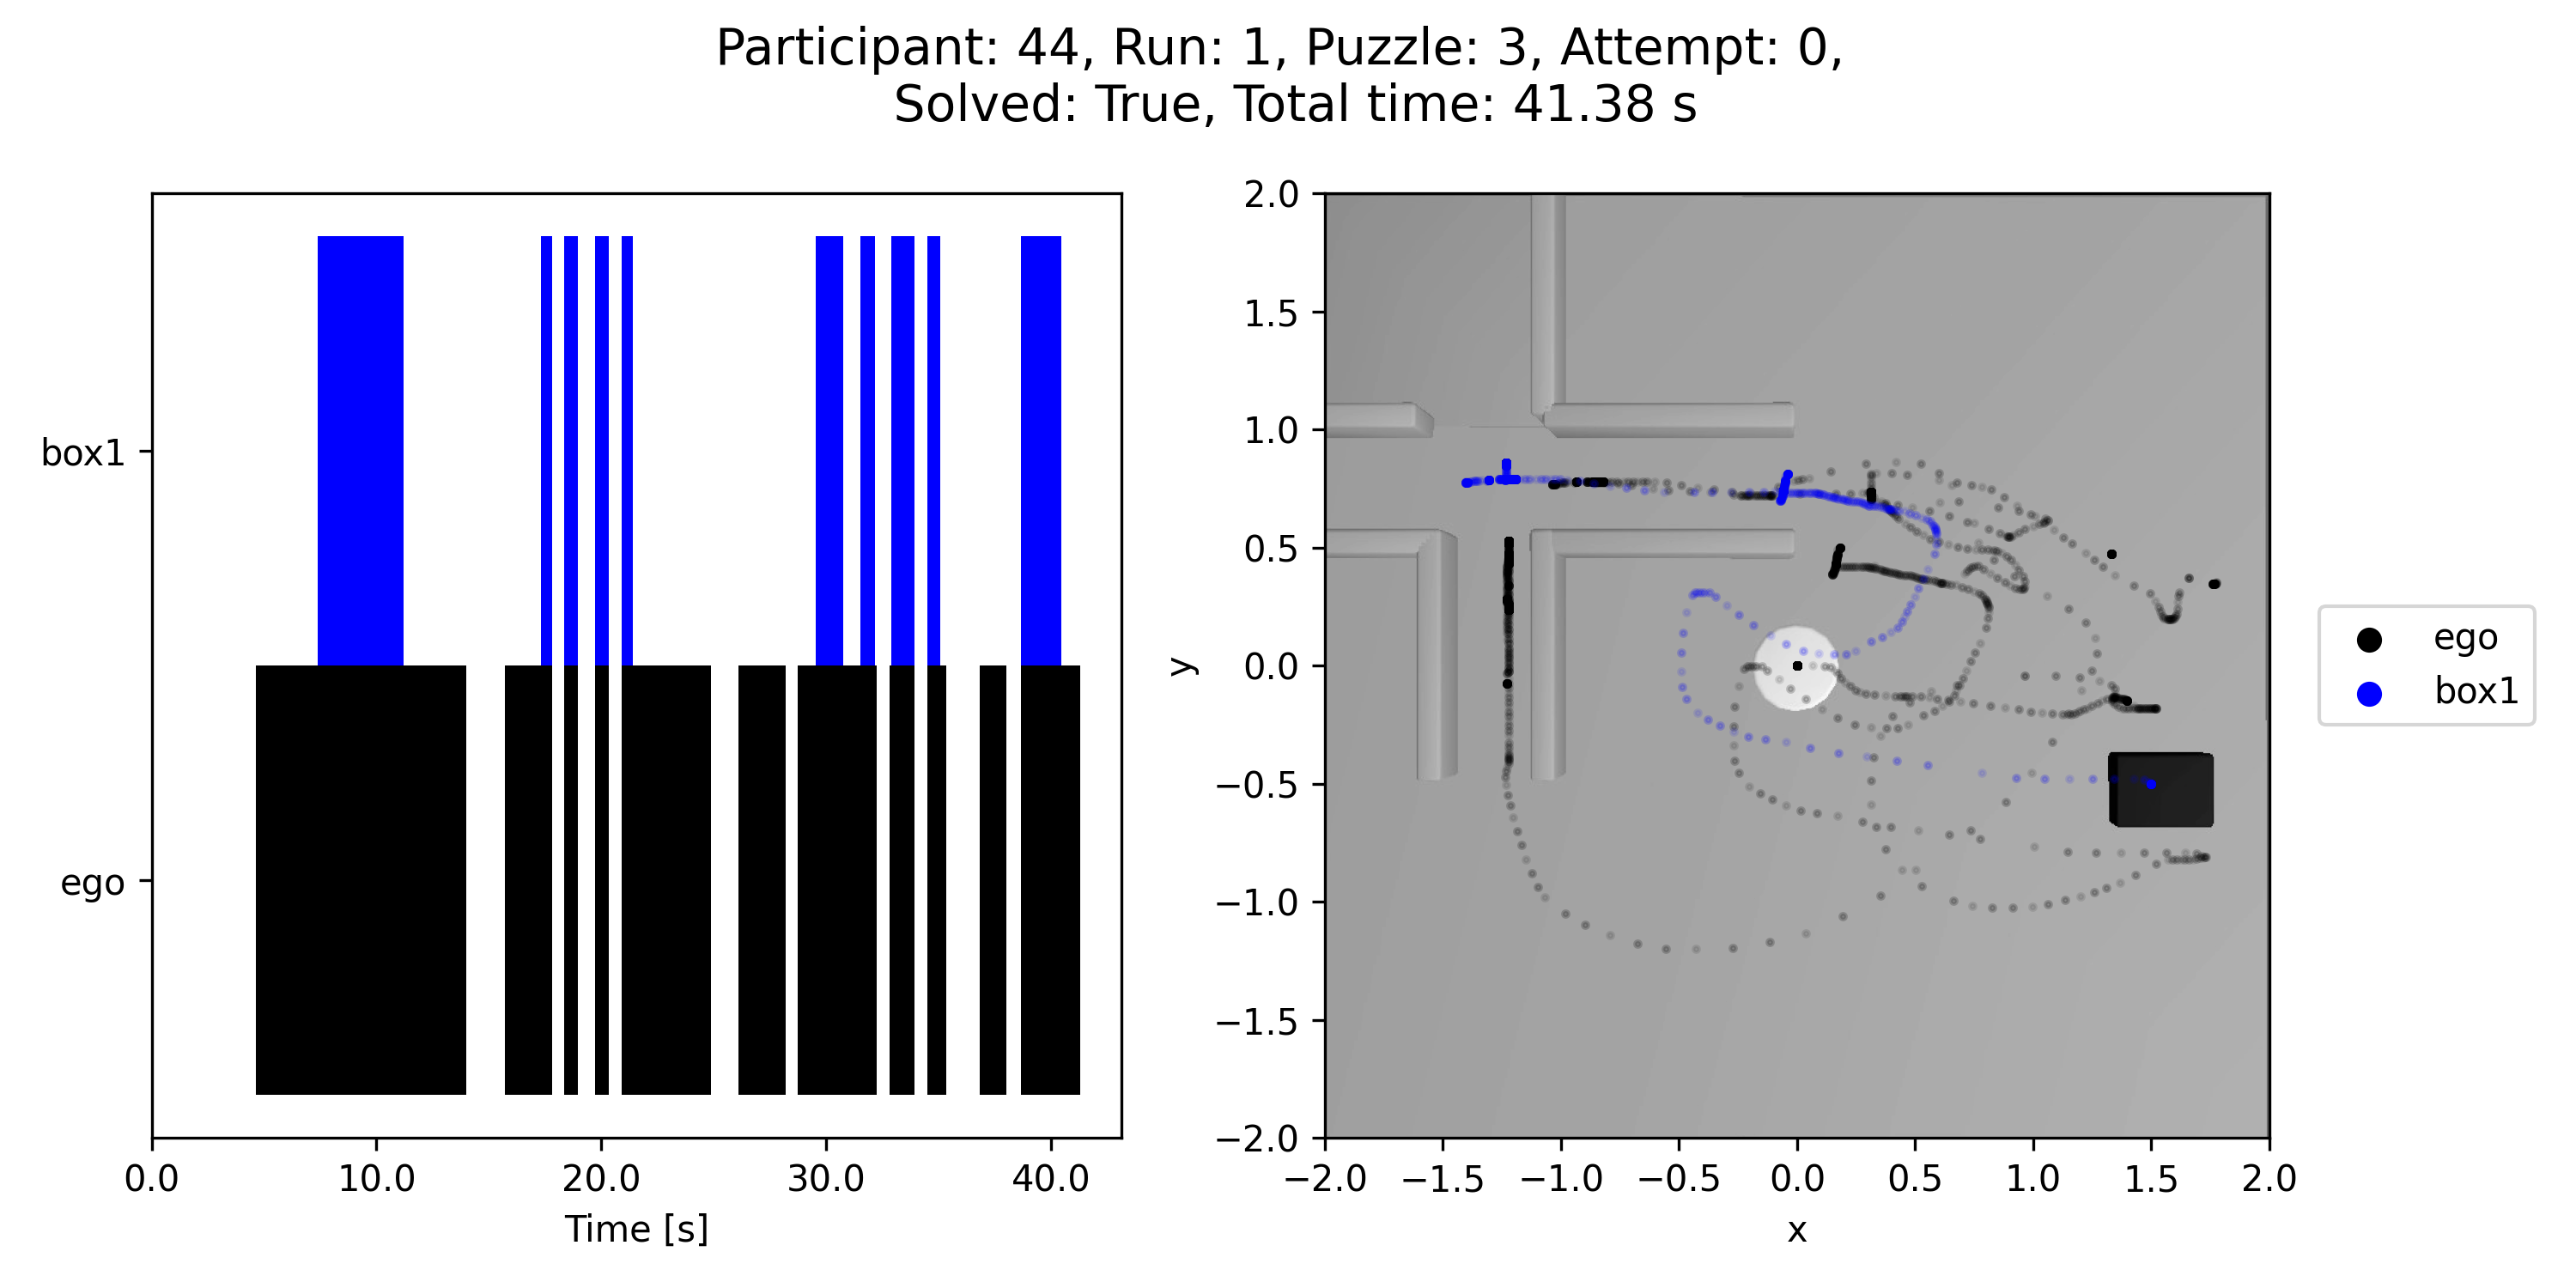 Participant: 44, Run: 1, Puzzle: 3, Attempt: 0,
Solved: True, Total time: 41.38 s
box1
ego
0.0 10.0 20.0 30.0 40.0
Time [s]
2.0
1.5
1.0
0.5
0.0
−0.5
−1.0
−1.5
−2.0
y
−2.0 −1.5 −1.0 −0.5 0.0 0.5 1.0 1.5 2.0
x
ego
box1